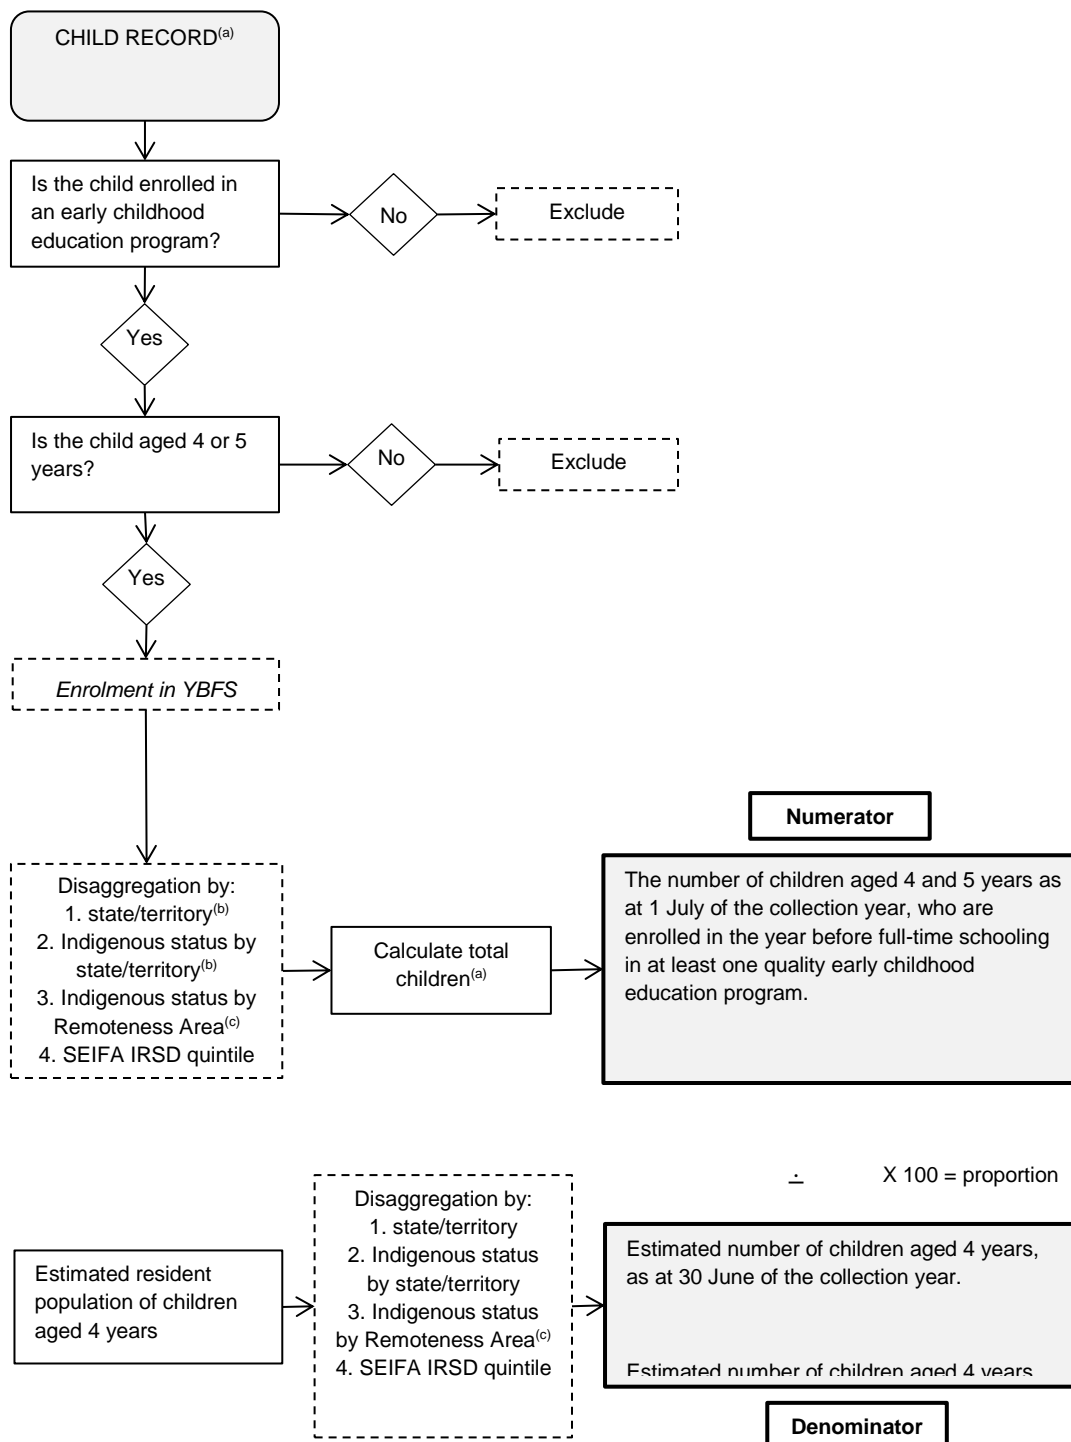 CHILD RECORD(a)
Is the child enrolled in
an early childhood
education program?
No
Exclude
Yes
Is the child aged 4 or 5
years?
No
Exclude
Yes
Enrolment in YBFS
Disaggregation by:
1. state/territory(b)
2. Indigenous status by
state/territory(b)
3. Indigenous status by
Remoteness Area(c)
4. SEIFA IRSD quintile
Calculate total
children(a)
Numerator
The number of children aged 4 and 5 years as
at 1 July of the collection year, who are
enrolled in the year before full-time schooling
in at least one quality early childhood
education program.
X 100 = proportion
Estimated resident
population of children
aged 4 years
Disaggregation by:
1. state/territory
2. Indigenous status
by state/territory
3. Indigenous status
by Remoteness Area(c)
4. SEIFA IRSD quintile
Estimated number of children aged 4 years,
as at 30 June of the collection year.
Estimated number of children aged 4 years
Denominator